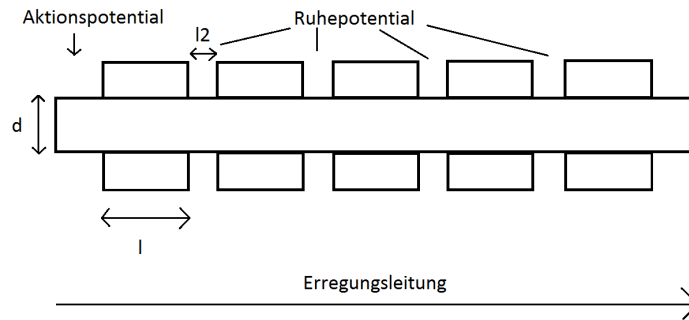 Aktionspotential
Ruhepotential
l2
d
l
Erregungsleitung